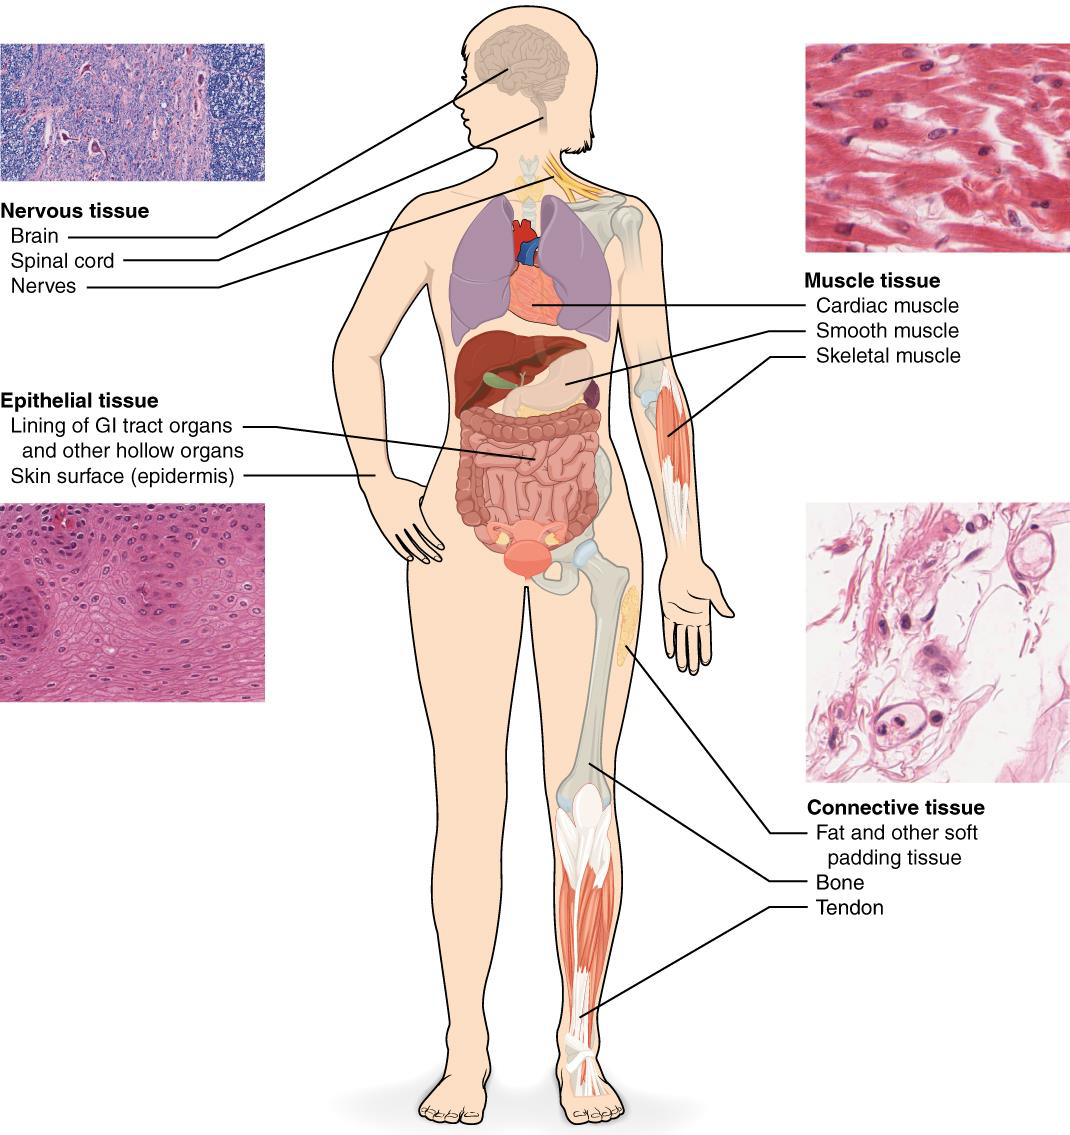 Nervous tissue
Brain
Spinal cord
Nerves
Epithelial tissue
Lining of GI tract organs
and other hollow organs
Skin surface (epidermis)
Muscle tissue
Cardiac muscle
Smooth muscle
Skeletal muscle
Connective tissue
Fat and other soft
padding tissue
Bone
Tendon